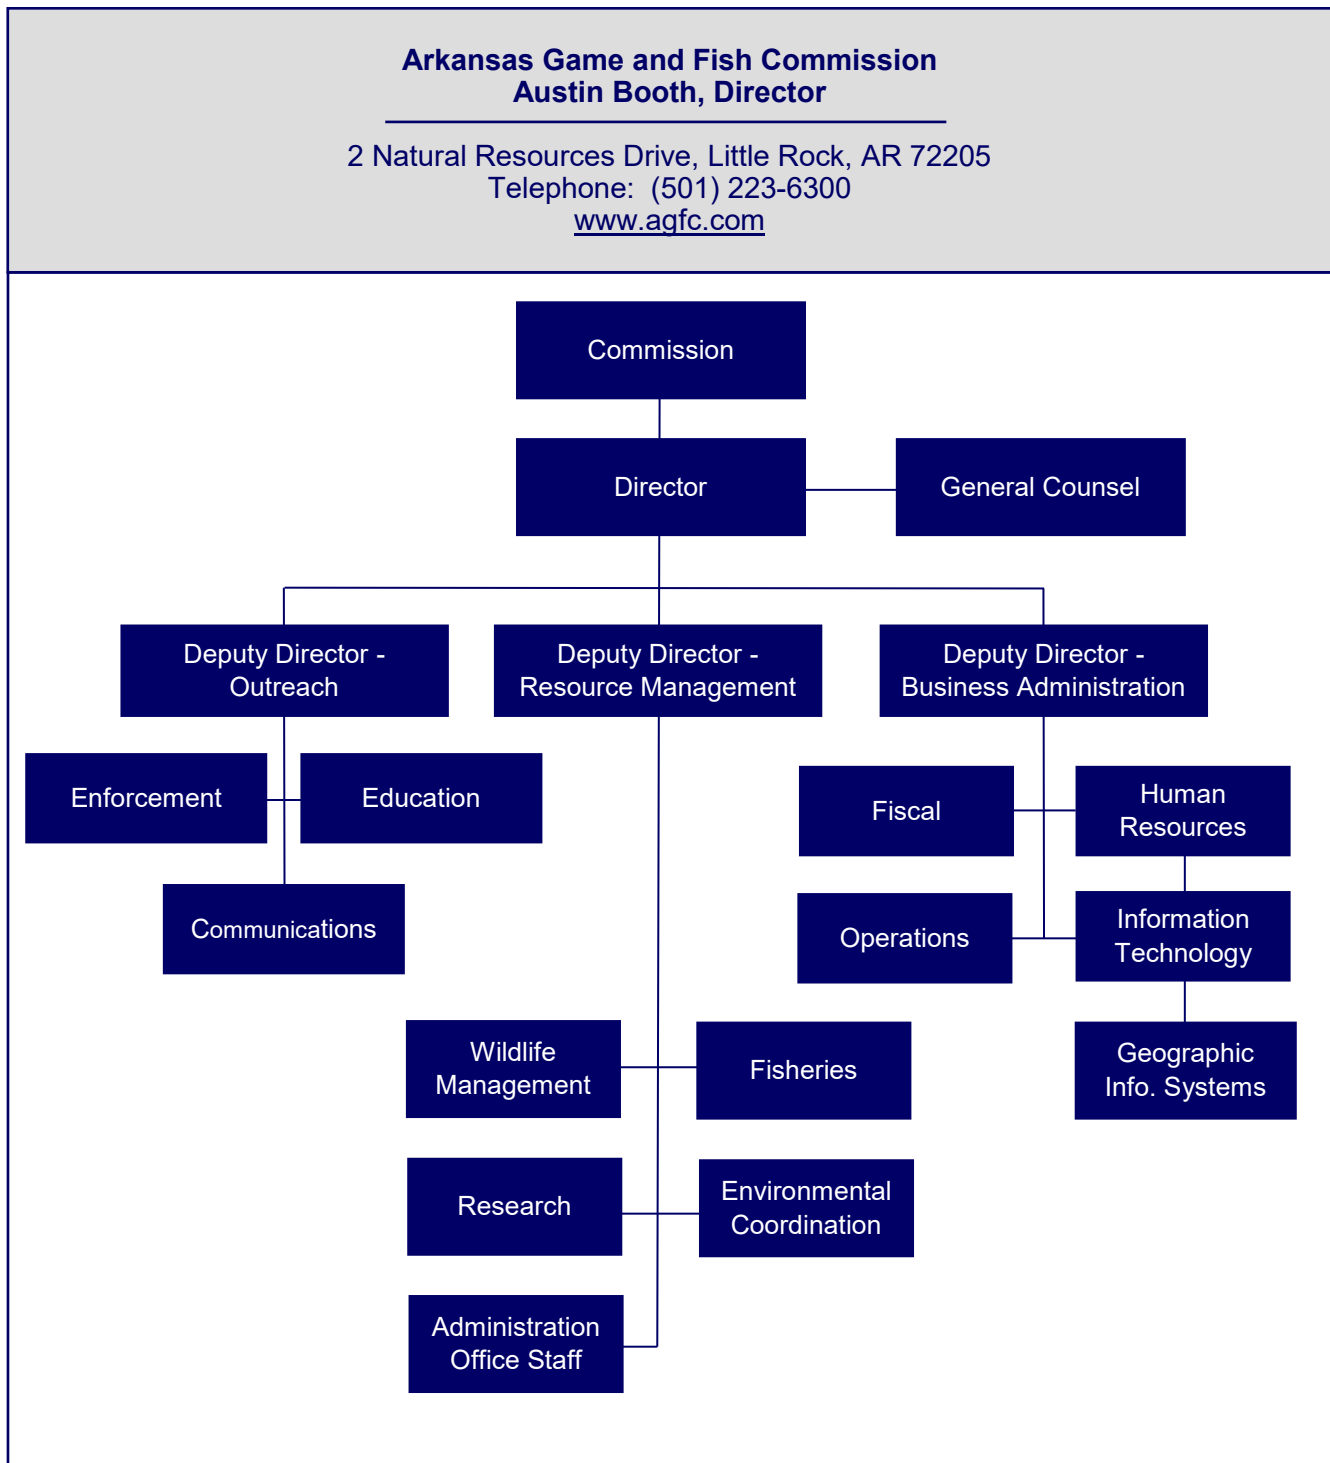 Arkansas Game and Fish Commission
Austin Booth, Director
2 Natural Resources Drive, Little Rock, AR 72205
Telephone:  (501) 223-6300
www.agfc.com
Commission
Director
General Counsel
Deputy Director -
Outreach
Deputy Director -
Resource Management
Deputy Director -
Business Administration
Enforcement
Education
Communications
Fiscal
Human
Resources
Operations
Information
Technology
Geographic
Info. Systems
Wildlife
Management
Fisheries
Research
Environmental
Coordination
Administration
Office Staff